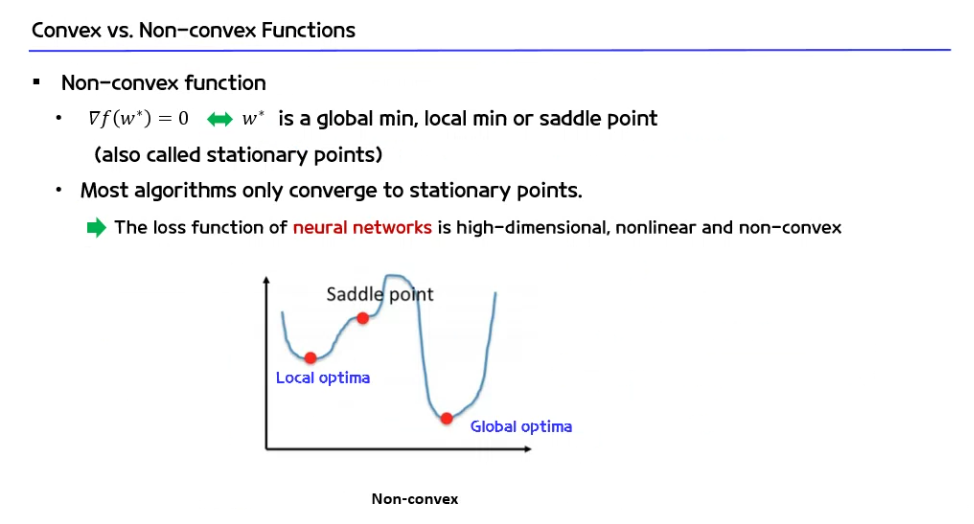 Convex vs. Non-convex Functions
▪ Non-convex function
• ∇f(w*) = 0 ⇔ w* is a global min, local min or saddle point
(also called stationary points)
• Most algorithms only converge to stationary points.
➡ The loss function of neural networks is high-dimensional, nonlinear and non-convex
Saddle point
Local optima
Global optima
Non-convex